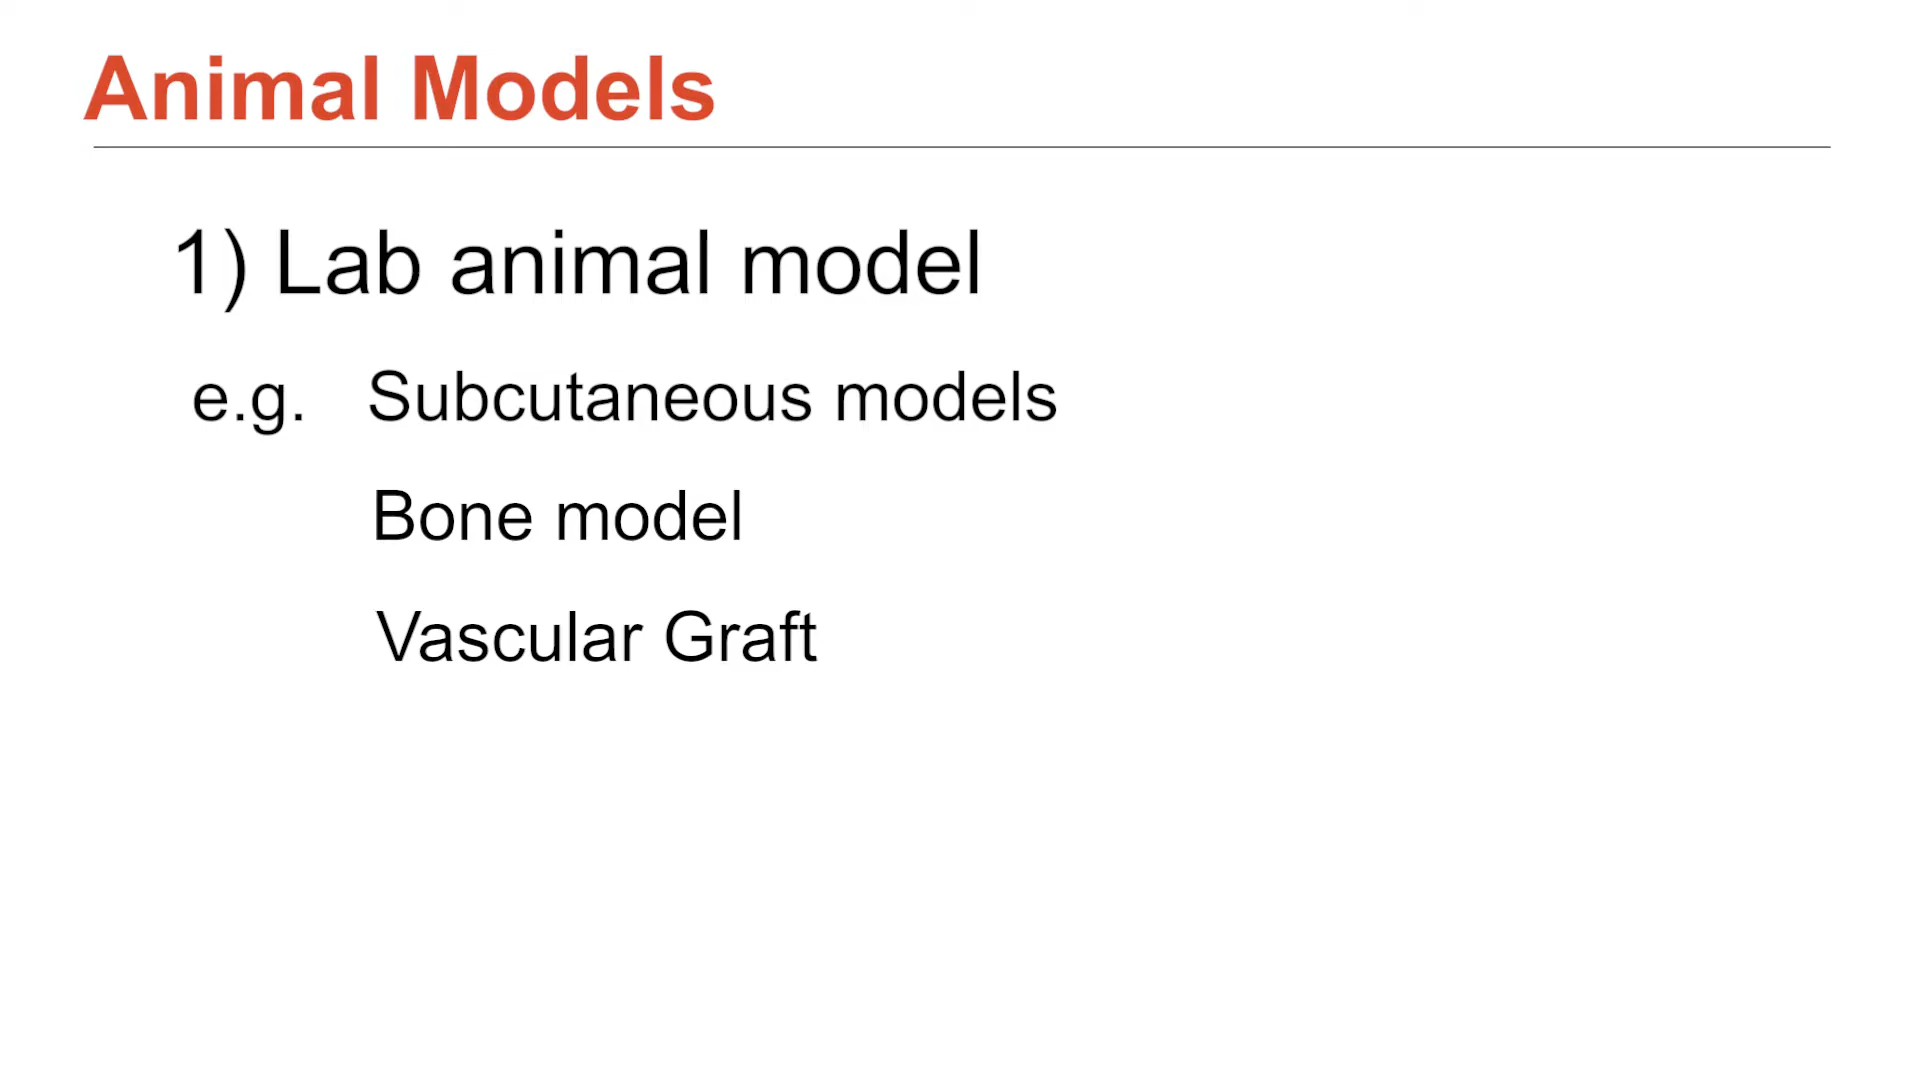 Animal Models
1) Lab animal model
e.g. Subcutaneous models
Bone model
Vascular Graft